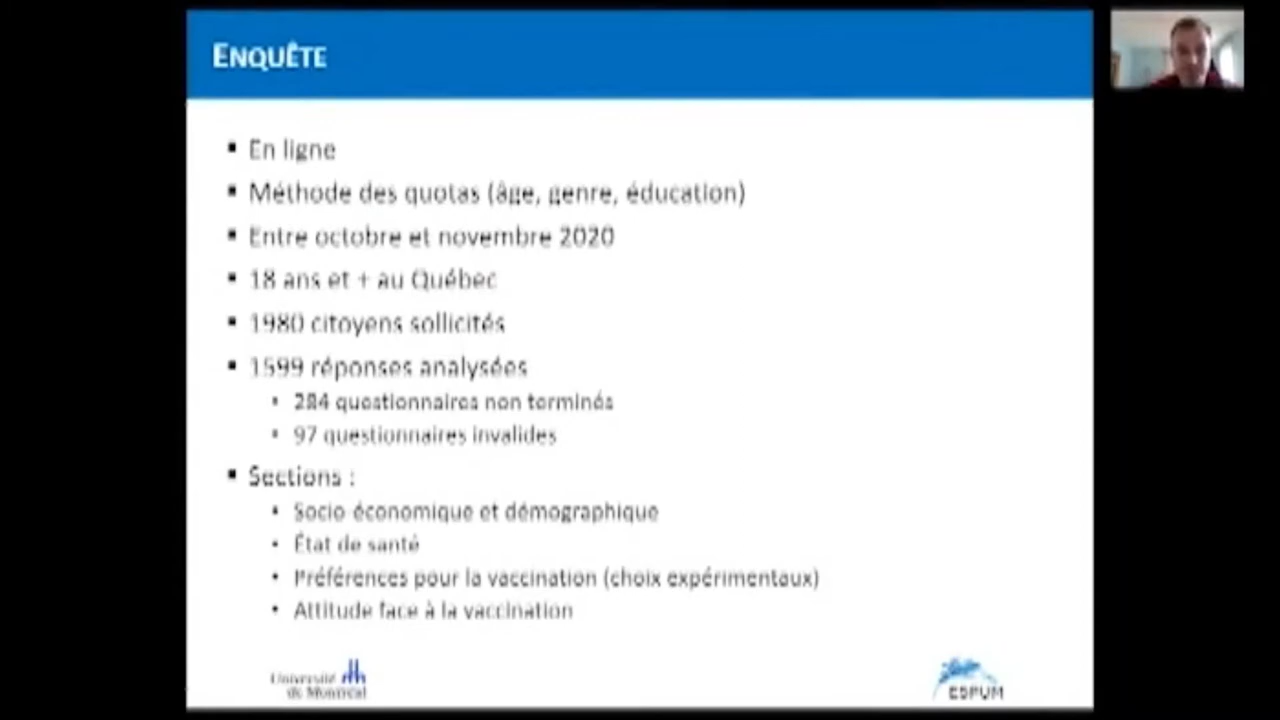 ENQUÊTE
En ligne
Méthode des quotas (âge, genre, éducation)
Entre octobre et novembre 2020
18 ans et + au Québec
1980 citoyens sollicités
1599 réponses analysées
284 questionnaires non terminés
97 questionnaires invalides
Sections :
Socio économique et démographique
État de santé
Préférences pour la vaccination (choix expérimentaux)
Attitude face à la vaccination
Université
de Montréal
ESPUM